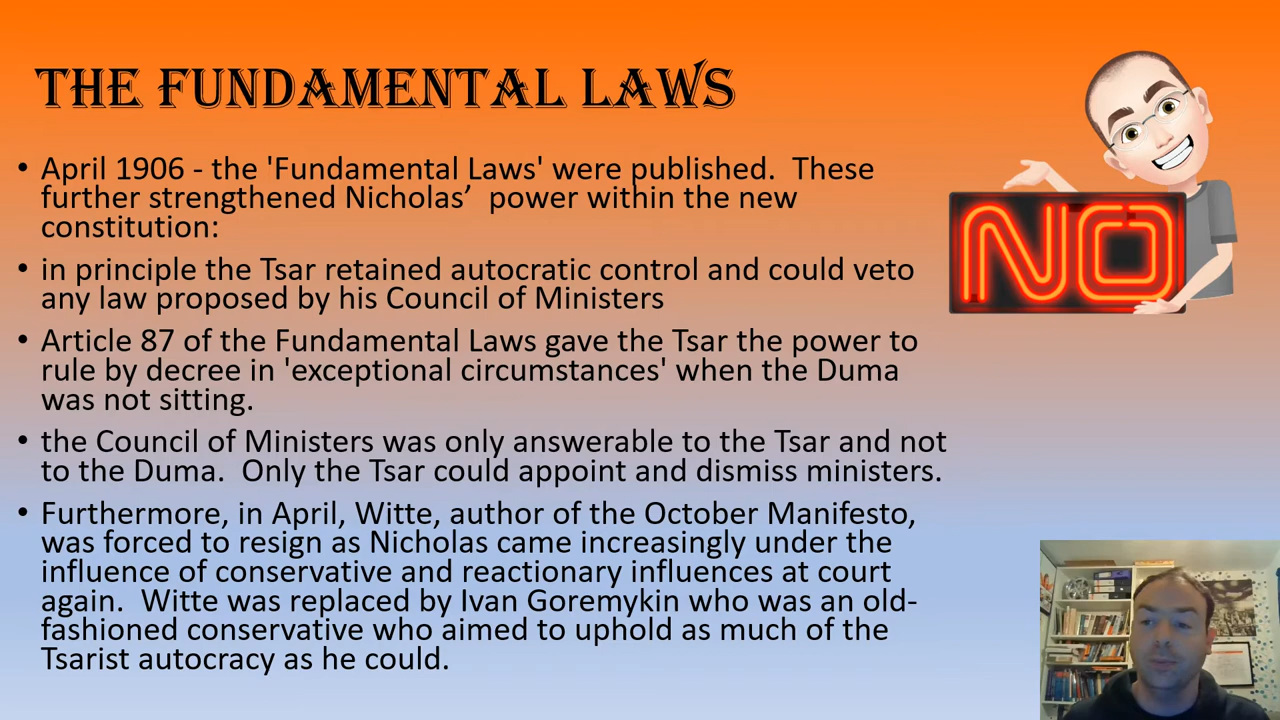 THE FUNDAMENTAL LAWS
NO
• April 1906 - the 'Fundamental Laws' were published.  These
further strengthened Nicholas’  power within the new
constitution:
• in principle the Tsar retained autocratic control and could veto
any law proposed by his Council of Ministers
• Article 87 of the Fundamental Laws gave the Tsar the power to
rule by decree in 'exceptional circumstances' when the Duma
was not sitting.
• the Council of Ministers was only answerable to the Tsar and not
to the Duma.  Only the Tsar could appoint and dismiss ministers.
• Furthermore, in April, Witte, author of the October Manifesto,
was forced to resign as Nicholas came increasingly under the
influence of conservative and reactionary influences at court
again.  Witte was replaced by Ivan Goremykin who was an old-
fashioned conservative who aimed to uphold as much of the
Tsarist autocracy as he could.